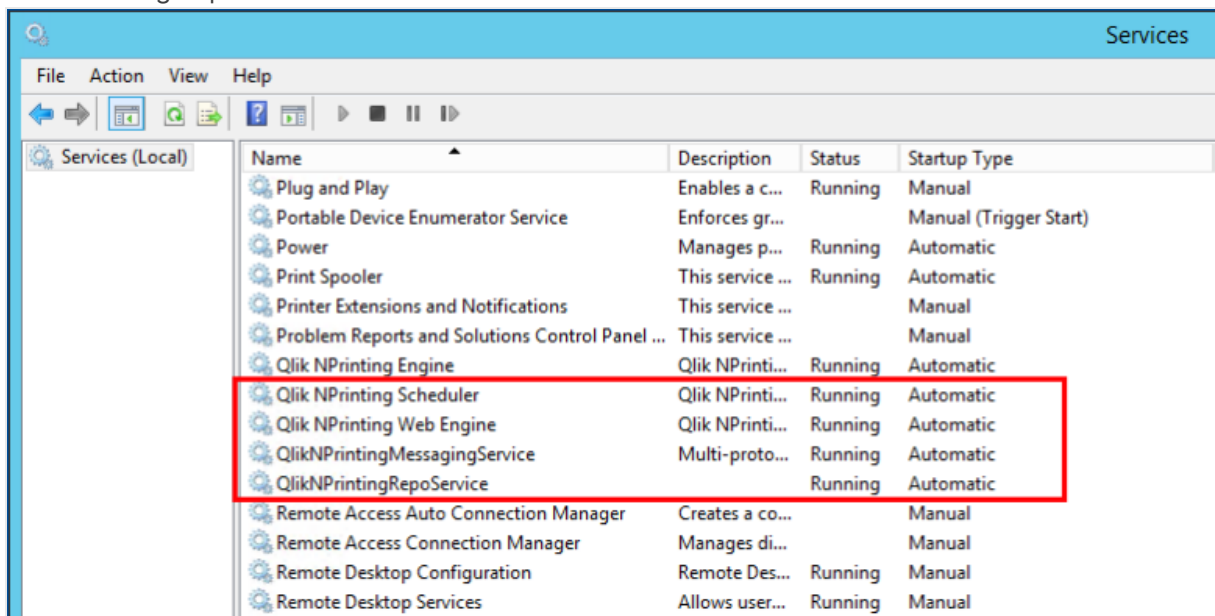 Services
File Action View Help
Services (Local)
Name Description Status Startup Type
Plug and Play Enables a c... Running Manual
Portable Device Enumerator Service Enforces gr... Manual (Trigger Start)
Power Manages p... Running Automatic
Print Spooler This service ... Running Automatic
Printer Extensions and Notifications This service ... Manual
Problem Reports and Solutions Control Panel ... This service ... Manual
Qlik NPrinting Engine Qlik NPrinti... Running Automatic
Qlik NPrinting Scheduler Qlik NPrinti... Running Automatic
Qlik NPrinting Web Engine Qlik NPrinti... Running Automatic
QlikNPrintingMessagingService Multi-proto... Running Automatic
QlikNPrintingRepoService Running Automatic
Remote Access Auto Connection Manager Creates a co... Manual
Remote Access Connection Manager Manages di... Manual
Remote Desktop Configuration Remote Des... Running Manual
Remote Desktop Services Allows user... Running Manual